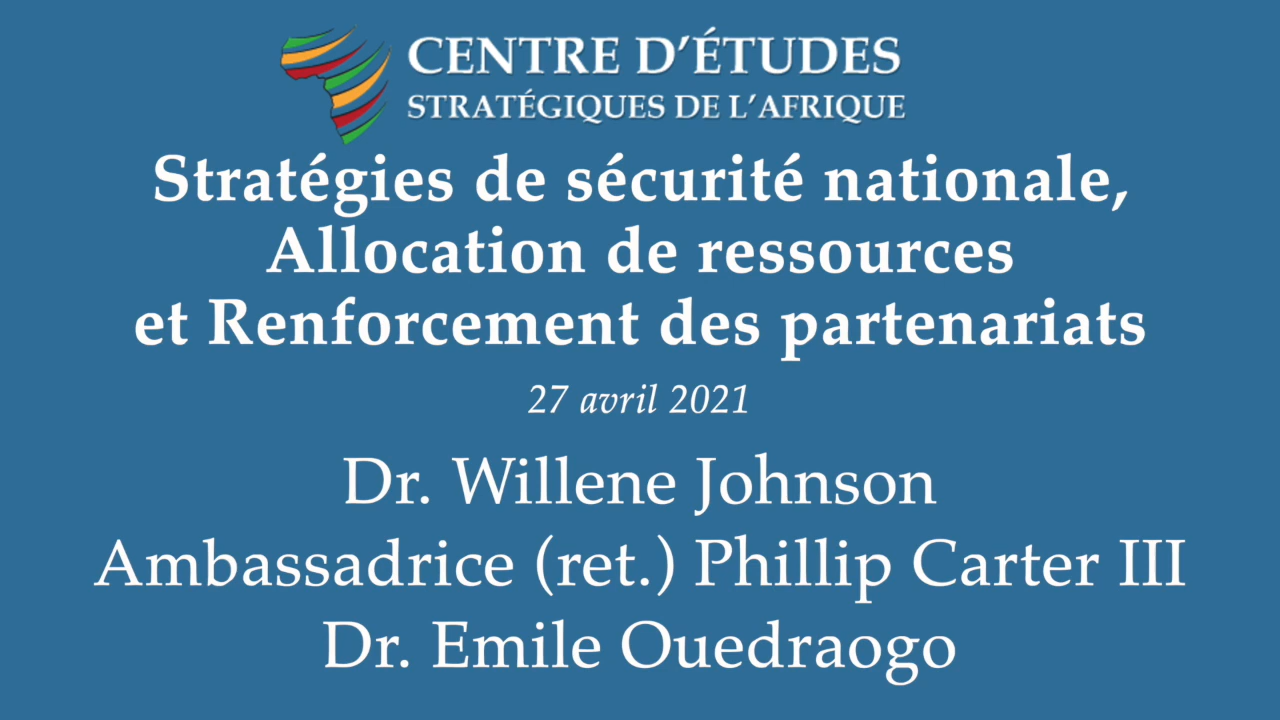 CENTRE D’ÉTUDES
STRATÉGIQUES DE L’AFRIQUE
Stratégies de sécurité nationale,
Allocation de ressources
et Renforcement des partenariats
27 avril 2021
Dr. Willene Johnson
Ambassadrice (ret.) Phillip Carter III
Dr. Emile Ouedraogo